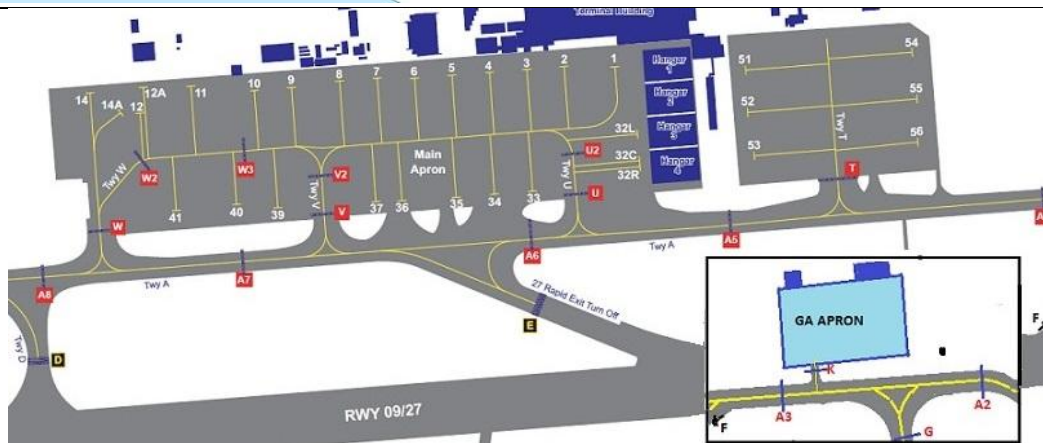 Terminal Building
54
51
1
2
3
4
5
6
7
8
9
10
11
12A
14A
14
12
Hangar 1
Hangar 2
Hangar 3
Hangar 4
55
52
56
53
Twy T
T
32L
32C
32R
U2
Twy U
U
Main Apron
W3
W2
Twy W
V2
Twy V
V
41
40
39
37
36
35
34
33
W
A8
A7
A6
A5
Twy A
Twy A
27 Rapid Exit Turn Off
E
Twy D
D
RWY 09/27
GA APRON
F
K
A3
A2
F
G